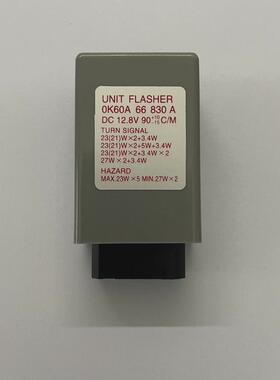 UNIT FLASHER
0K60A 66 830 A
DC 12.8V 90±10/15 C/M
TURN SIGNAL
23(21)W×2+3.4W
23(21)W×2+5W+3.4W
23(21)W×2+3.4W×2
27W×2+3.4W
HAZARD
MAX.23W×5 MIN.27W×2